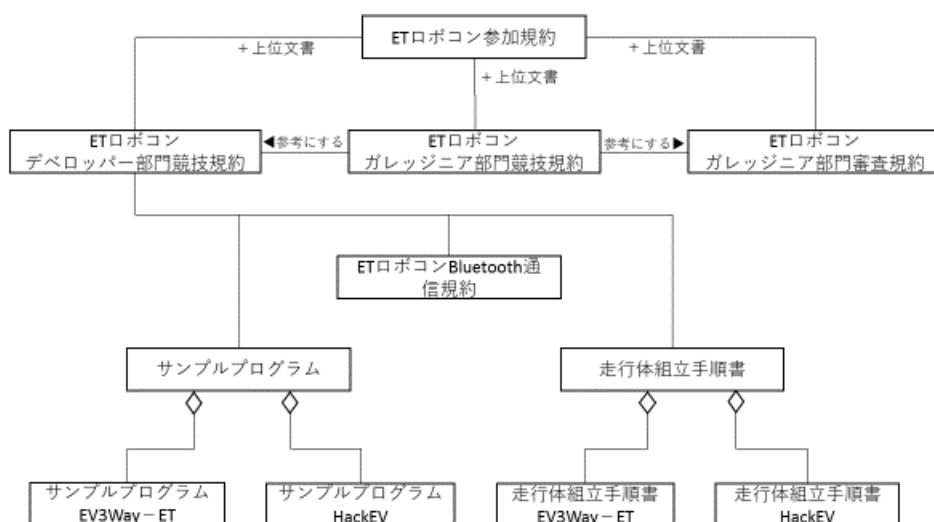 ETロボコン参加規約
+上位文書
+上位文書
+上位文書
ETロボコン
デベロッパー部門競技規約
◀参考にする
ETロボコン
ガレッジニア部門競技規約
参考にする▶
ETロボコン
ガレッジニア部門審査規約
ETロボコンBluetooth通
信規約
サンプルプログラム
走行体組立手順書
サンプルプログラム
EV3Way-ET
サンプルプログラム
HackEV
走行体組立手順書
EV3Way-ET
走行体組立手順書
HackEV